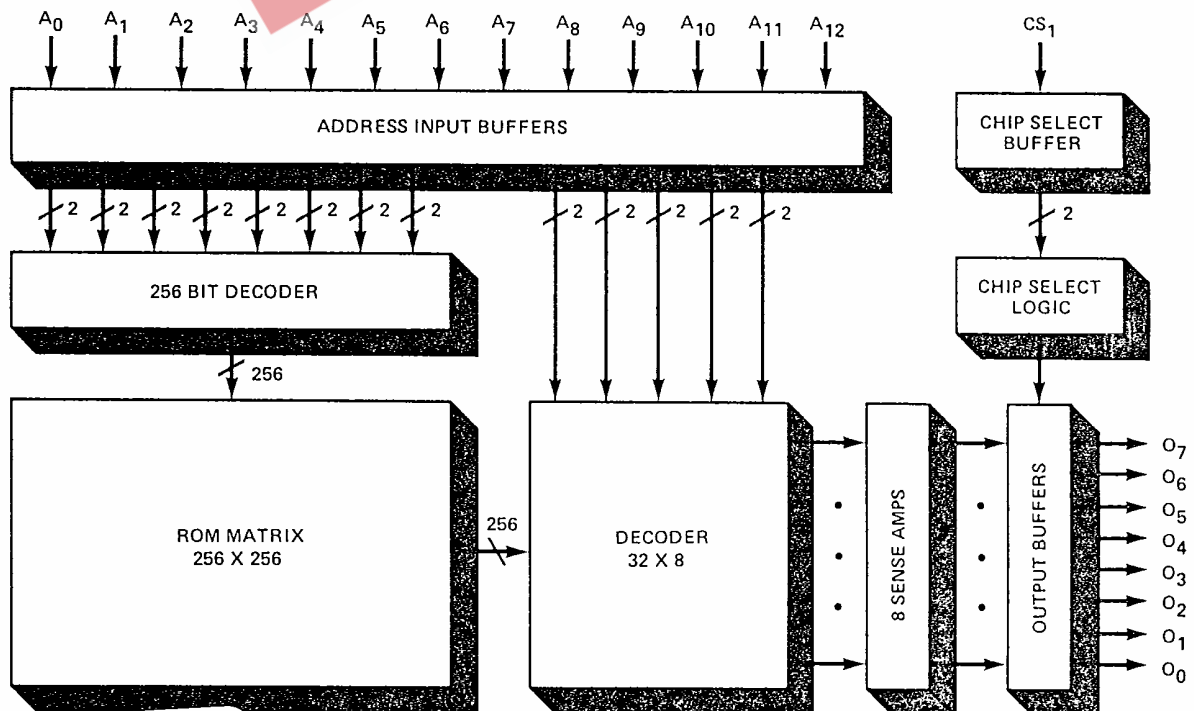 A0 A1 A2 A3 A4 A5 A6 A7 A8 A9 A10 A11 A12 CS1
ADDRESS INPUT BUFFERS
CHIP SELECT
BUFFER
2 2 2 2 2 2 2 2 2 2 2 2 2 2
256 BIT DECODER
CHIP SELECT
LOGIC
256
ROM MATRIX
256 X 256
256
DECODER
32 X 8
8 SENSE AMPS
OUTPUT BUFFERS
O7
O6
O5
O4
O3
O2
O1
O0